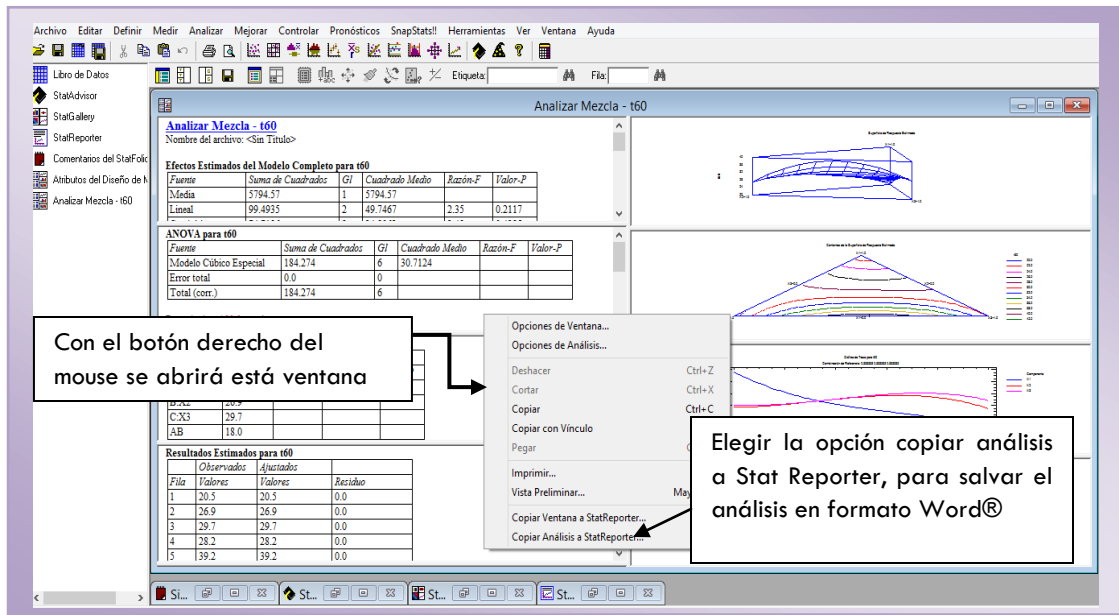 Archivo Editar Definir Medir Analizar Mejorar Controlar Pronósticos SnapStats!! Herramientas Ver Ventana Ayuda
Etiqueta: Fila:
Libro de Datos
StatAdvisor
StatGallery
StatReporter
Comentarios del StatFolio
Atributos del Diseño de
Analizar Mezcla - t60
Analizar Mezcla - t60
Analizar Mezcla - t60
Nombre del archivo: <Sin Título>
Efectos Estimados del Modelo Completo para t60
Fuente Suma de Cuadrados Gl Cuadrado Medio Razón-F Valor-P
Media 5794.57 1 5794.57
Lineal 99.4935 2 49.7467 2.35 0.2117
ANOVA para t60
Fuente Suma de Cuadrados Gl Cuadrado Medio Razón-F Valor-P
Modelo Cúbico Especial 184.274 6 30.7124
Error total 0.0 0
Total (corr.) 184.274 6
Con el botón derecho del
mouse se abrirá está ventana
B:X2 26.9
C:X3 29.7
AB 18.0
Resultados Estimados para t60
Observados Ajustados
Fila Valores Valores Residuo
1 20.5 20.5 0.0
2 26.9 26.9 0.0
3 29.7 29.7 0.0
4 28.2 28.2 0.0
5 39.2 39.2 0.0
Opciones de Ventana...
Opciones de Análisis...
Deshacer Ctrl+Z
Cortar Ctrl+X
Copiar Ctrl+C
Copiar con Vínculo
Pegar
Imprimir...
Vista Preliminar... May
Copiar Ventana a StatReporter...
Copiar Análisis a StatReporter...
Elegir la opción copiar análisis
a Stat Reporter, para salvar el
análisis en formato Word®
Si... St... St... St...